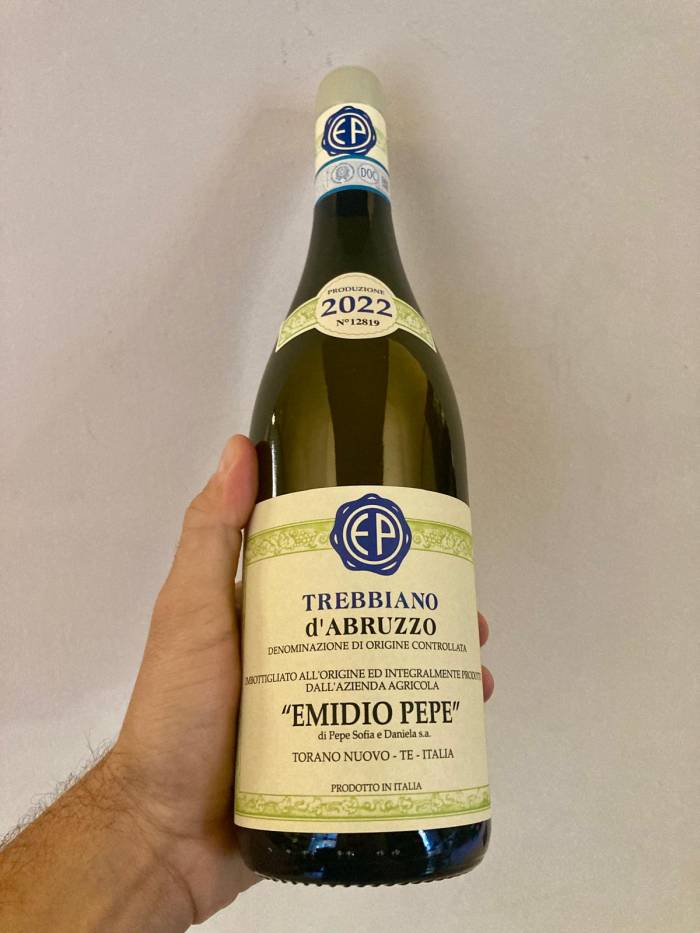 EP
DOC
PRODUZIONE
2022
N° 12819
EP
TREBBIANO
d'ABRUZZO
DENOMINAZIONE DI ORIGINE CONTROLLATA
IMBOTTIGLIATO ALL'ORIGINE ED INTEGRALMENTE
DALL'AZIENDA AGRICOLA
"EMIDIO PEPE"
di Pepe Sofia e Daniela s.a.
TORANO NUOVO - TE - ITALIA
PRODOTTO IN ITALIA